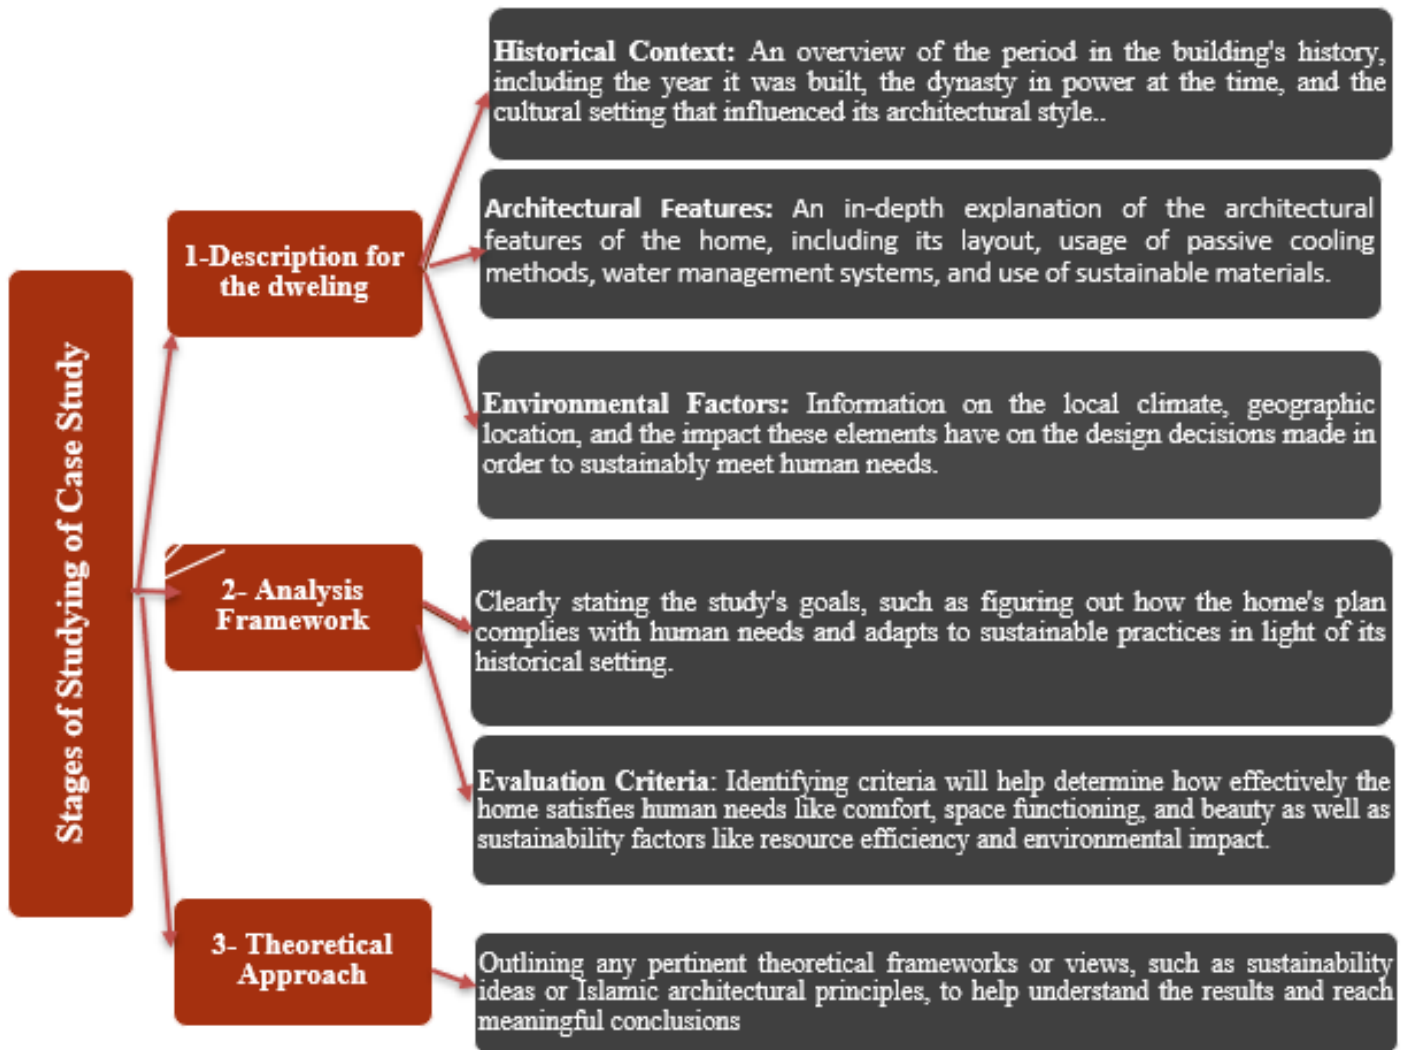 Stages of Studying of Case Study
1-Description for
the dweling
Historical Context: An overview of the period in the building's history,
including the year it was built, the dynasty in power at the time, and the
cultural setting that influenced its architectural style..
Architectural Features: An in-depth explanation of the architectural
features of the home, including its layout, usage of passive cooling
methods, water management systems, and use of sustainable materials.
Environmental Factors: Information on the local climate, geographic
location, and the impact these elements have on the design decisions made in
order to sustainably meet human needs.
2- Analysis
Framework
Clearly stating the study's goals, such as figuring out how the home's plan
complies with human needs and adapts to sustainable practices in light of its
historical setting.
Evaluation Criteria: Identifying criteria will help determine how effectively the
home satisfies human needs like comfort, space functioning, and beauty as well as
sustainability factors like resource efficiency and environmental impact.
3- Theoretical
Approach
Outlining any pertinent theoretical frameworks or views, such as sustainability
ideas or Islamic architectural principles, to help understand the results and reach
meaningful conclusions